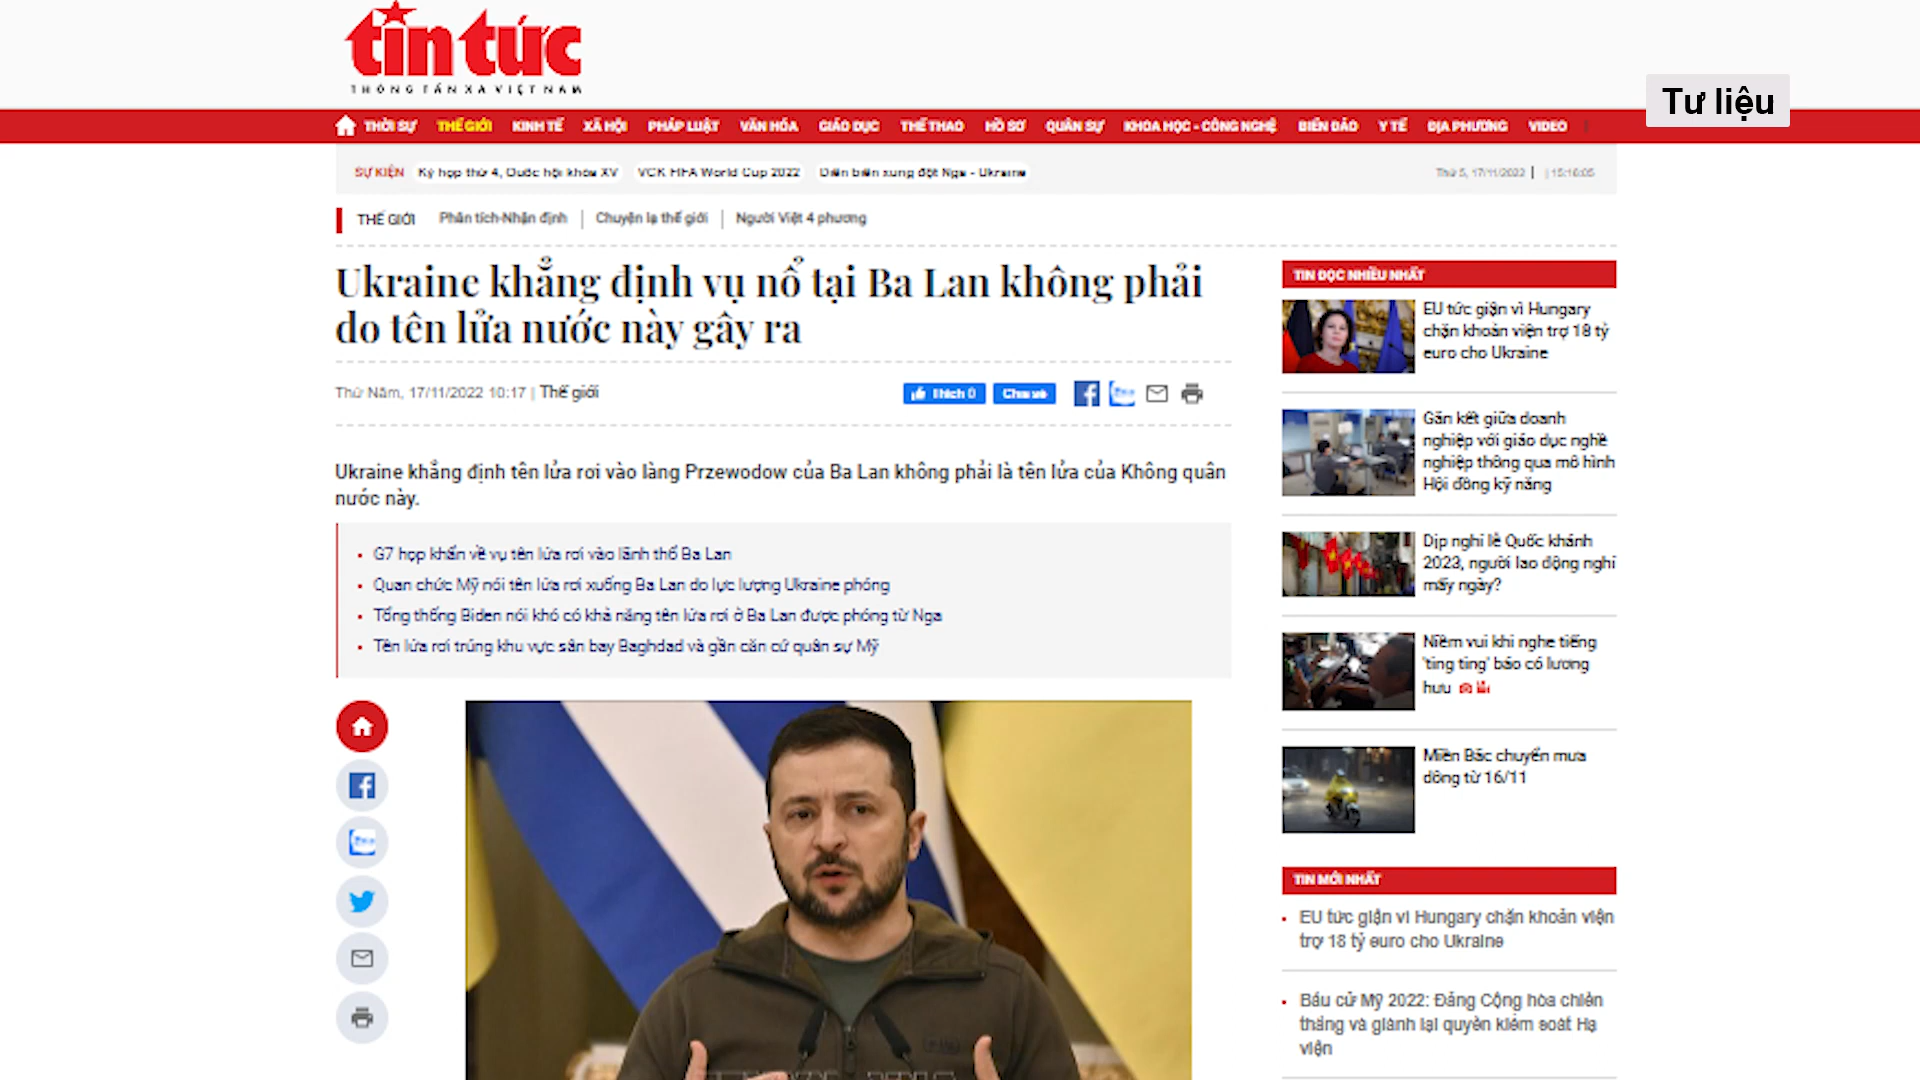 tin tức
THÔNG TẤN XÃ VIỆT NAM
Tư liệu
THỜI SỰ THẾ GIỚI KINH TẾ XÃ HỘI PHÁP LUẬT VĂN HÓA GIÁO DỤC THỂ THAO HỒ SƠ QUÂN SỰ KHOA HỌC - CÔNG NGHỆ BIỂN ĐẢO Y TẾ ĐỊA PHƯƠNG VIDEO
SỰ KIỆN Kỳ họp thứ 4, Quốc hội khóa XV VCK FIFA World Cup 2022 Diễn biến xung đột Nga - Ukraine Thứ 5, 17/11/2022 | | 15:16:05
THẾ GIỚI Phân tích-Nhận định | Chuyện lạ thế giới | Người Việt 4 phương
Ukraine khẳng định vụ nổ tại Ba Lan không phải
do tên lửa nước này gây ra
Thứ Năm, 17/11/2022 10:17 | Thế giới
Thích 0 Chia sẻ
Ukraine khẳng định tên lửa rơi vào làng Przewodow của Ba Lan không phải là tên lửa của Không quân
nước này.
G7 họp khẩn về vụ tên lửa rơi vào lãnh thổ Ba Lan
Quan chức Mỹ nói tên lửa rơi xuống Ba Lan do lực lượng Ukraine phóng
Tổng thống Biden nói khó có khả năng tên lửa rơi ở Ba Lan được phóng từ Nga
Tên lửa rơi trúng khu vực sân bay Baghdad và gần căn cứ quân sự Mỹ
TIN ĐỌC NHIỀU NHẤT
EU tức giận vì Hungary
chặn khoản viện trợ 18 tỷ
euro cho Ukraine
Gắn kết giữa doanh
nghiệp với giáo dục nghề
nghiệp thông qua mô hình
Hội đồng kỹ năng
Dịp nghỉ lễ Quốc khánh
2023, người lao động nghỉ
mấy ngày?
Niềm vui khi nghe tiếng
'ting ting' báo có lương
hưu
Miền Bắc chuyển mưa
dông từ 16/11
TIN MỚI NHẤT
EU tức giận vì Hungary chặn khoản viện
trợ 18 tỷ euro cho Ukraine
Bầu cử Mỹ 2022: Đảng Cộng hòa chiến
thắng và giành lại quyền kiểm soát Hạ
viện